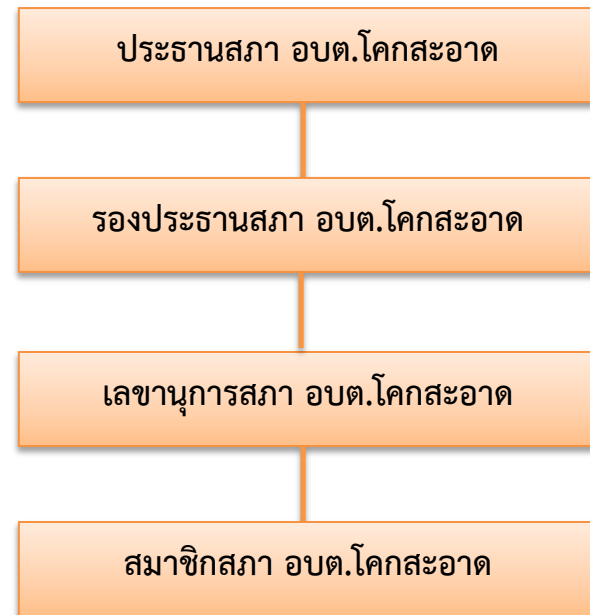 ประธานสภา อบต.โคกสะอาด
รองประธานสภา อบต.โคกสะอาด
เลขานุการสภา อบต.โคกสะอาด
สมาชิกสภา อบต.โคกสะอาด